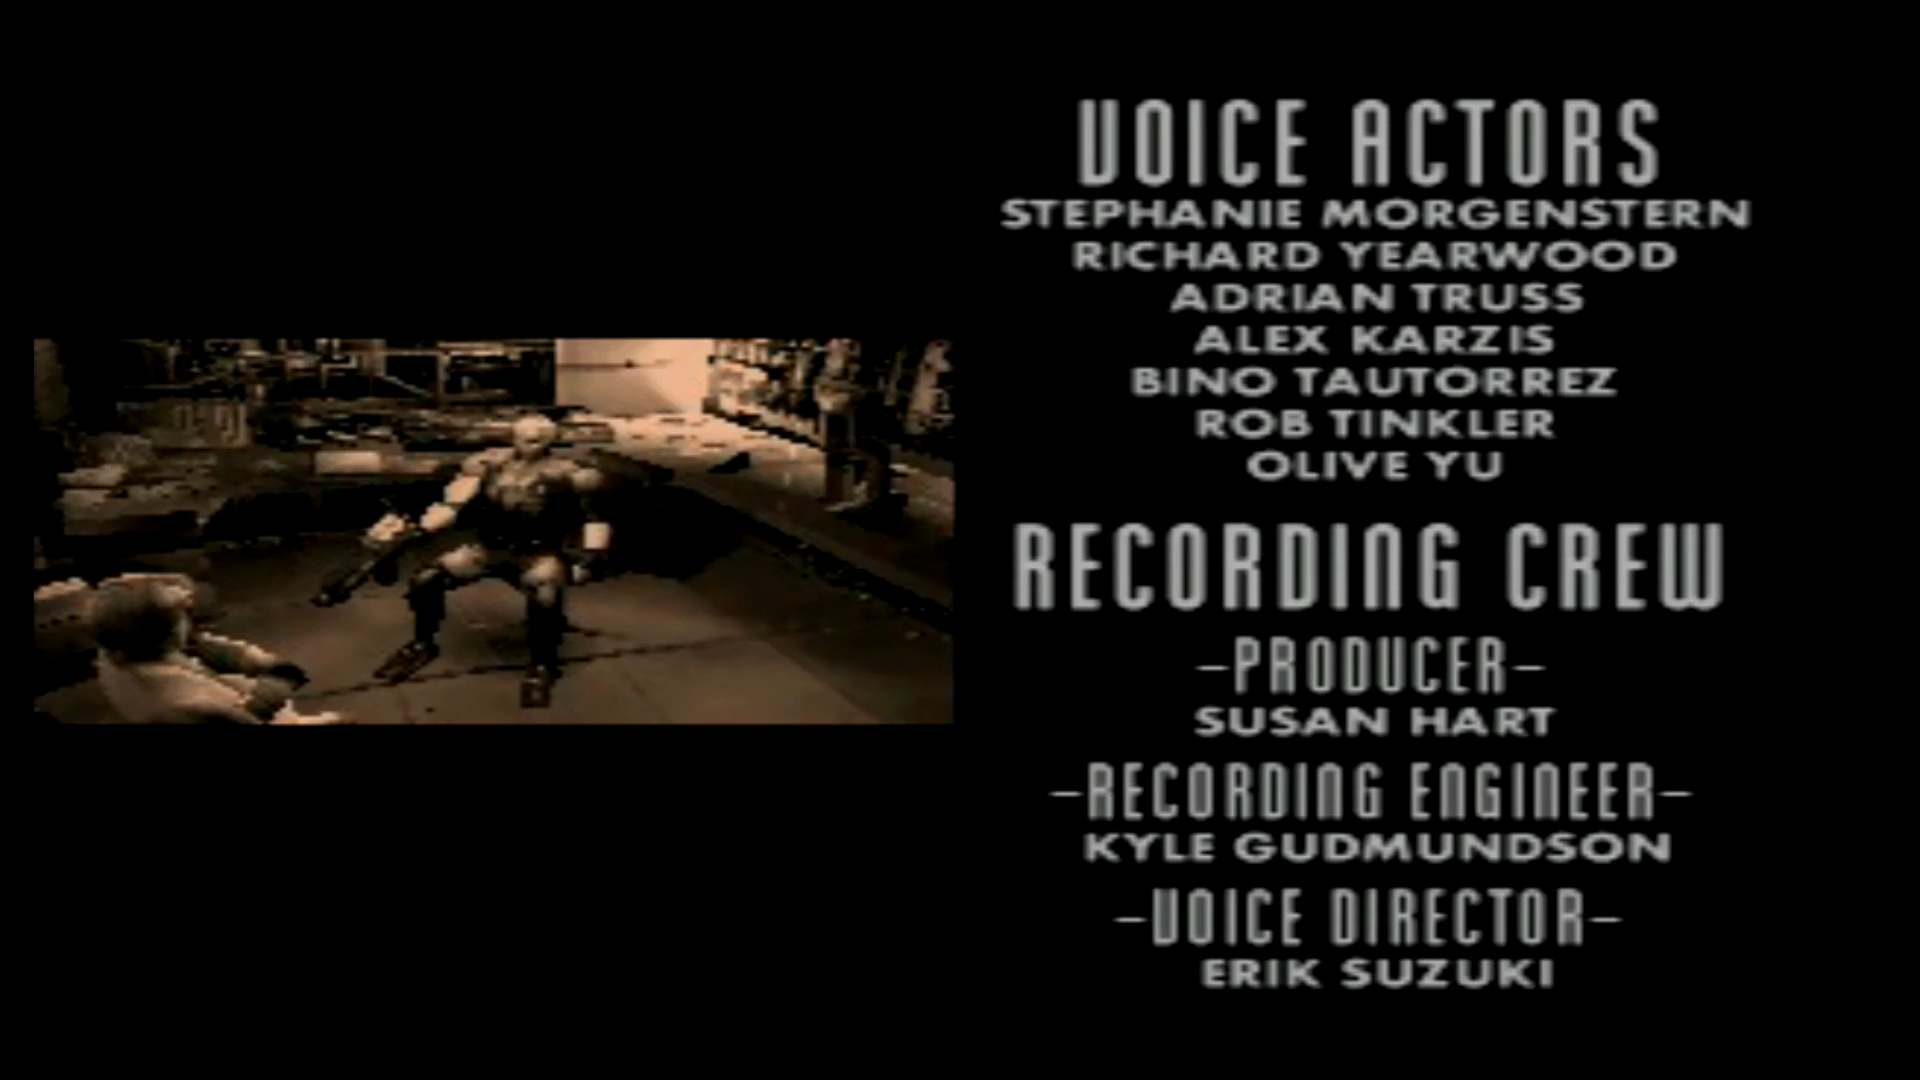 VOICE ACTORS
STEPHANIE MORGENSTERN
RICHARD YEARWOOD
ADRIAN TRUSS
ALEX KARZIS
BINO TAUTORREZ
ROB TINKLER
OLIVE YU
RECORDING CREW
-PRODUCER-
SUSAN HART
-RECORDING ENGINEER-
KYLE GUDMUNDSON
-VOICE DIRECTOR-
ERIK SUZUKI